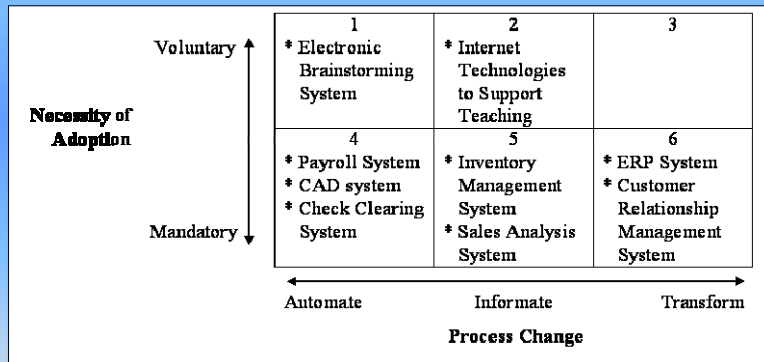 1
2
3
Voluntary
* Electronic
Brainstorming
System
* Internet
Technologies
to Support
Teaching
Necessity of
Adoption
4
5
6
* Payroll System
* CAD system
* Check Clearing
System
* Inventory
Management
System
* Sales Analysis
System
* ERP System
* Customer
Relationship
Management
System
Mandatory
Automate
Informate
Transform
Process Change